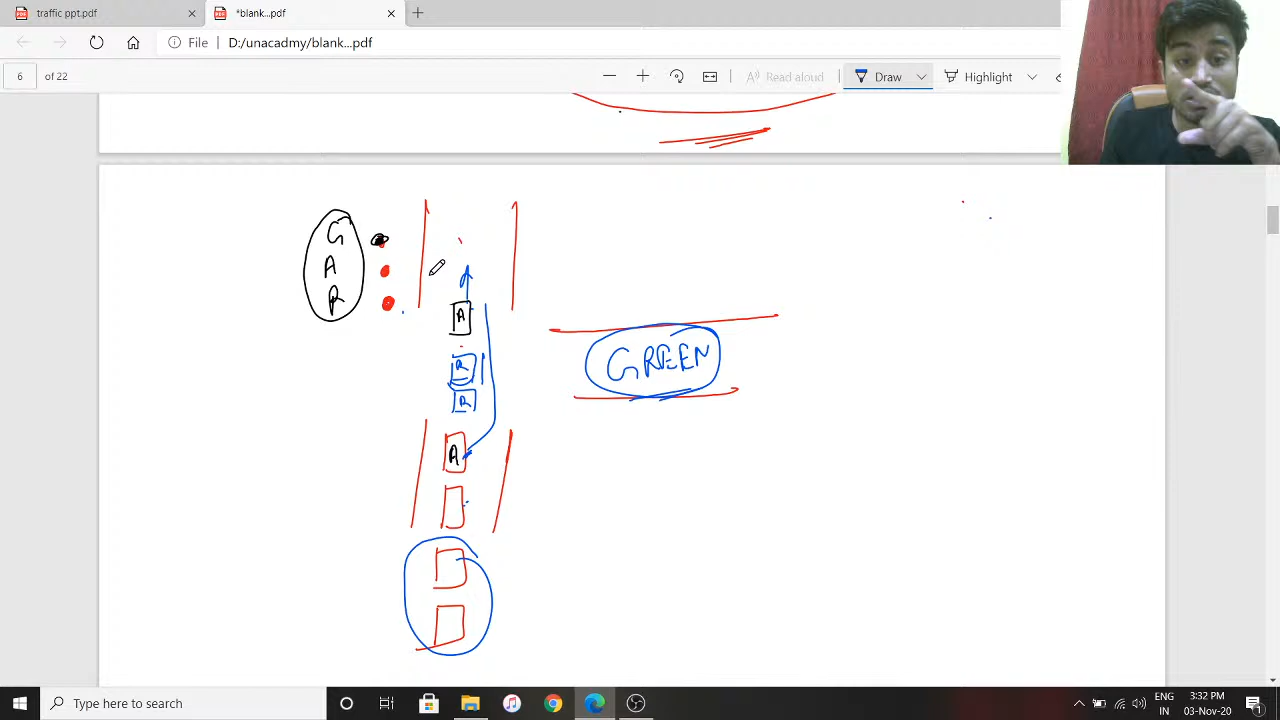 traffic ppt.pdf
*blank...pdf
File
D:/unacadmy/blank...pdf
6
of 22
Read aloud
Draw
Highlight
G
A
R
A
R
R
A
GREEN
Type here to search
ENG
IN
3:32 PM
03-Nov-20
1